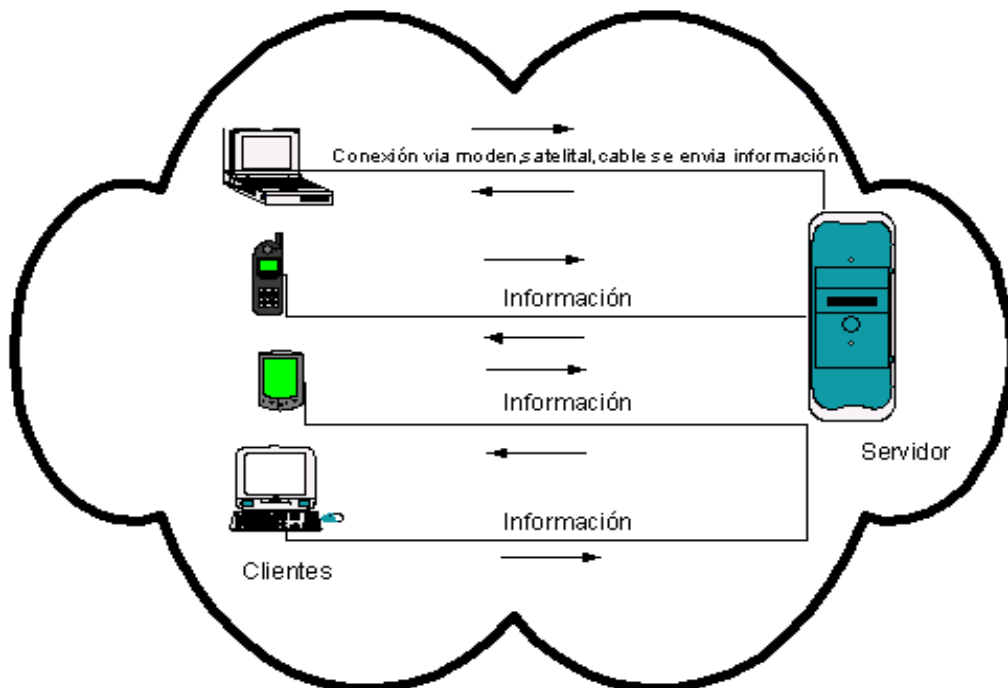 Conexión via moden,satelital,cable se envia información
Información
Información
Servidor
Información
Clientes